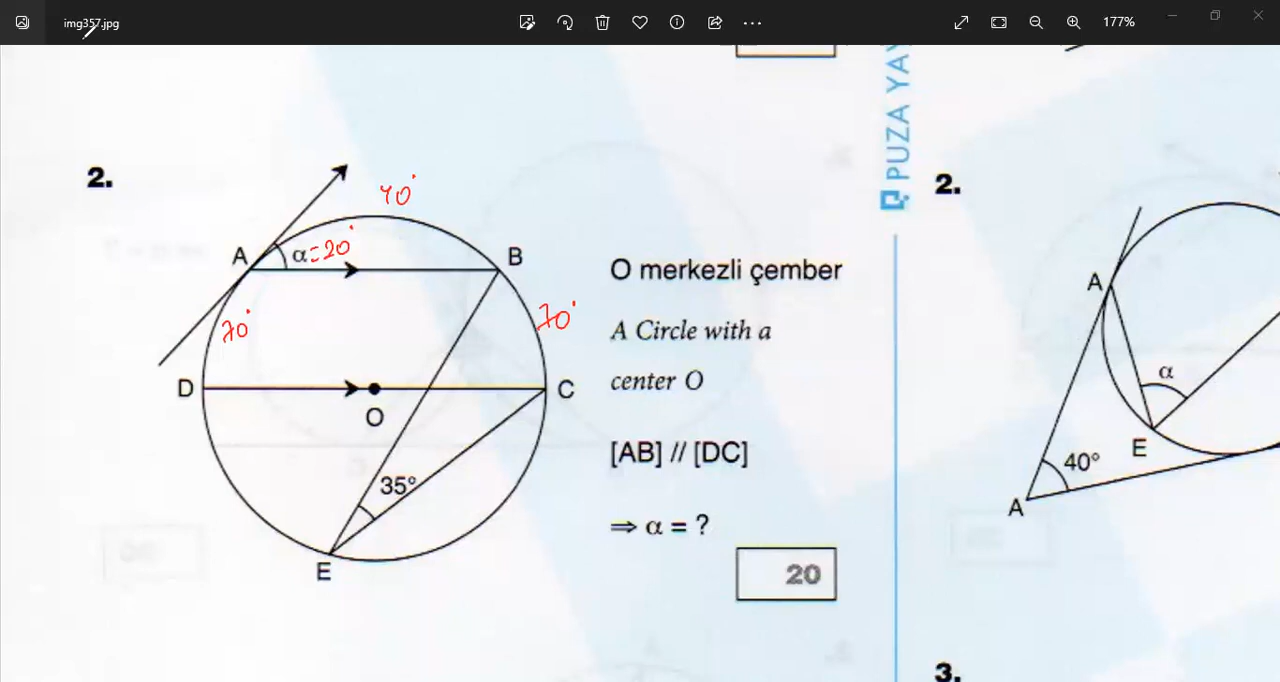 img357.jpg
177%
PUZA YAY
2.
40°
A
α=20°
B
70°
70°
D
O
C
35°
E
O merkezli çember
A Circle with a
center O
[AB] // [DC]
⇒ α = ?
20
2.
A
α
E
40°
A
3.